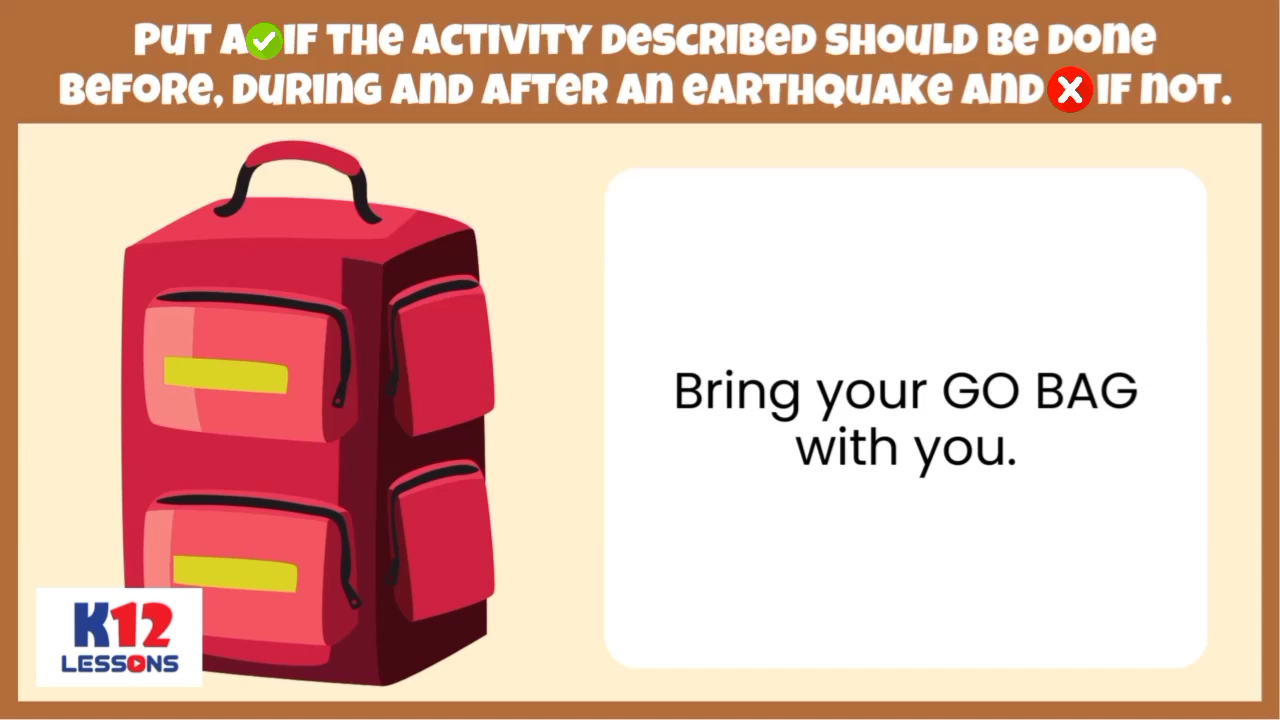 PUT A ✅ IF THE ACTIVITY DESCRIBED SHOULD BE DONE
BEFORE, DURING AND AFTER AN EARTHQUAKE AND ❌ IF NOT.
Bring your GO BAG
with you.
K12
LESSONS